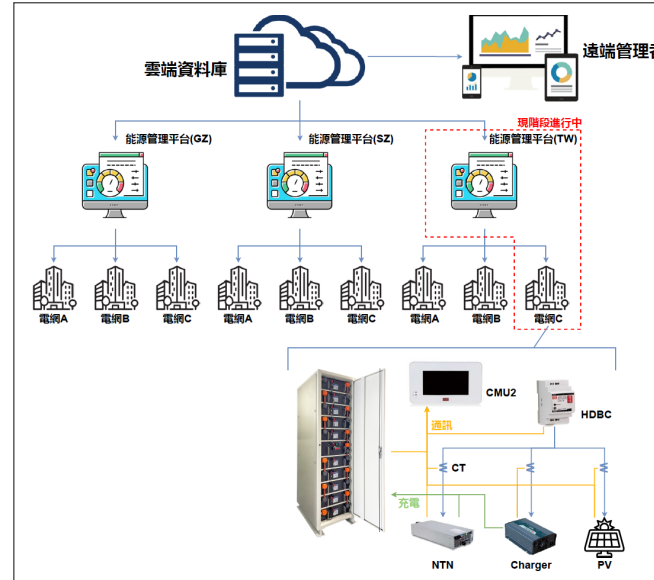 雲端資料庫
遠端管理者
現階段進行中
能源管理平台(GZ)
能源管理平台(SZ)
能源管理平台(TW)
電網A
電網B
電網C
電網A
電網B
電網C
電網A
電網B
電網C
CMU2
HDBC
通訊
CT
充電
NTN
Charger
PV